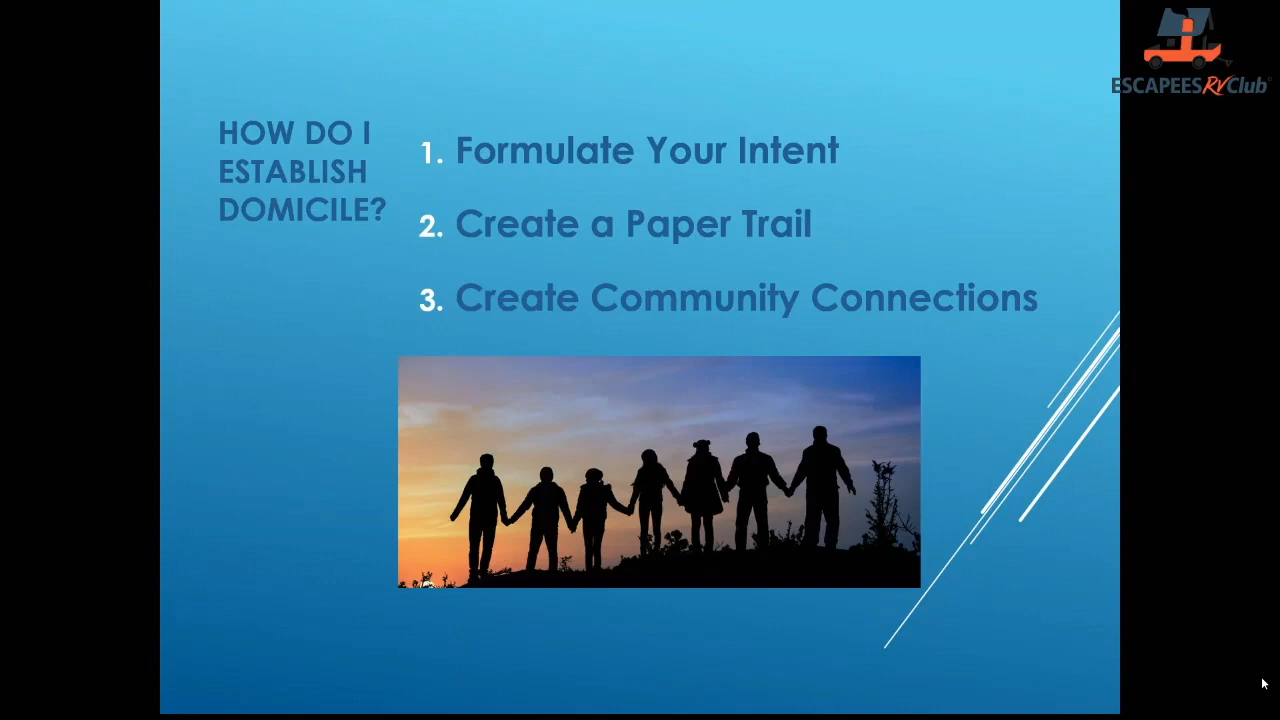 ESCAPEES RV Club
HOW DO I
ESTABLISH
DOMICILE?
1. Formulate Your Intent
2. Create a Paper Trail
3. Create Community Connections